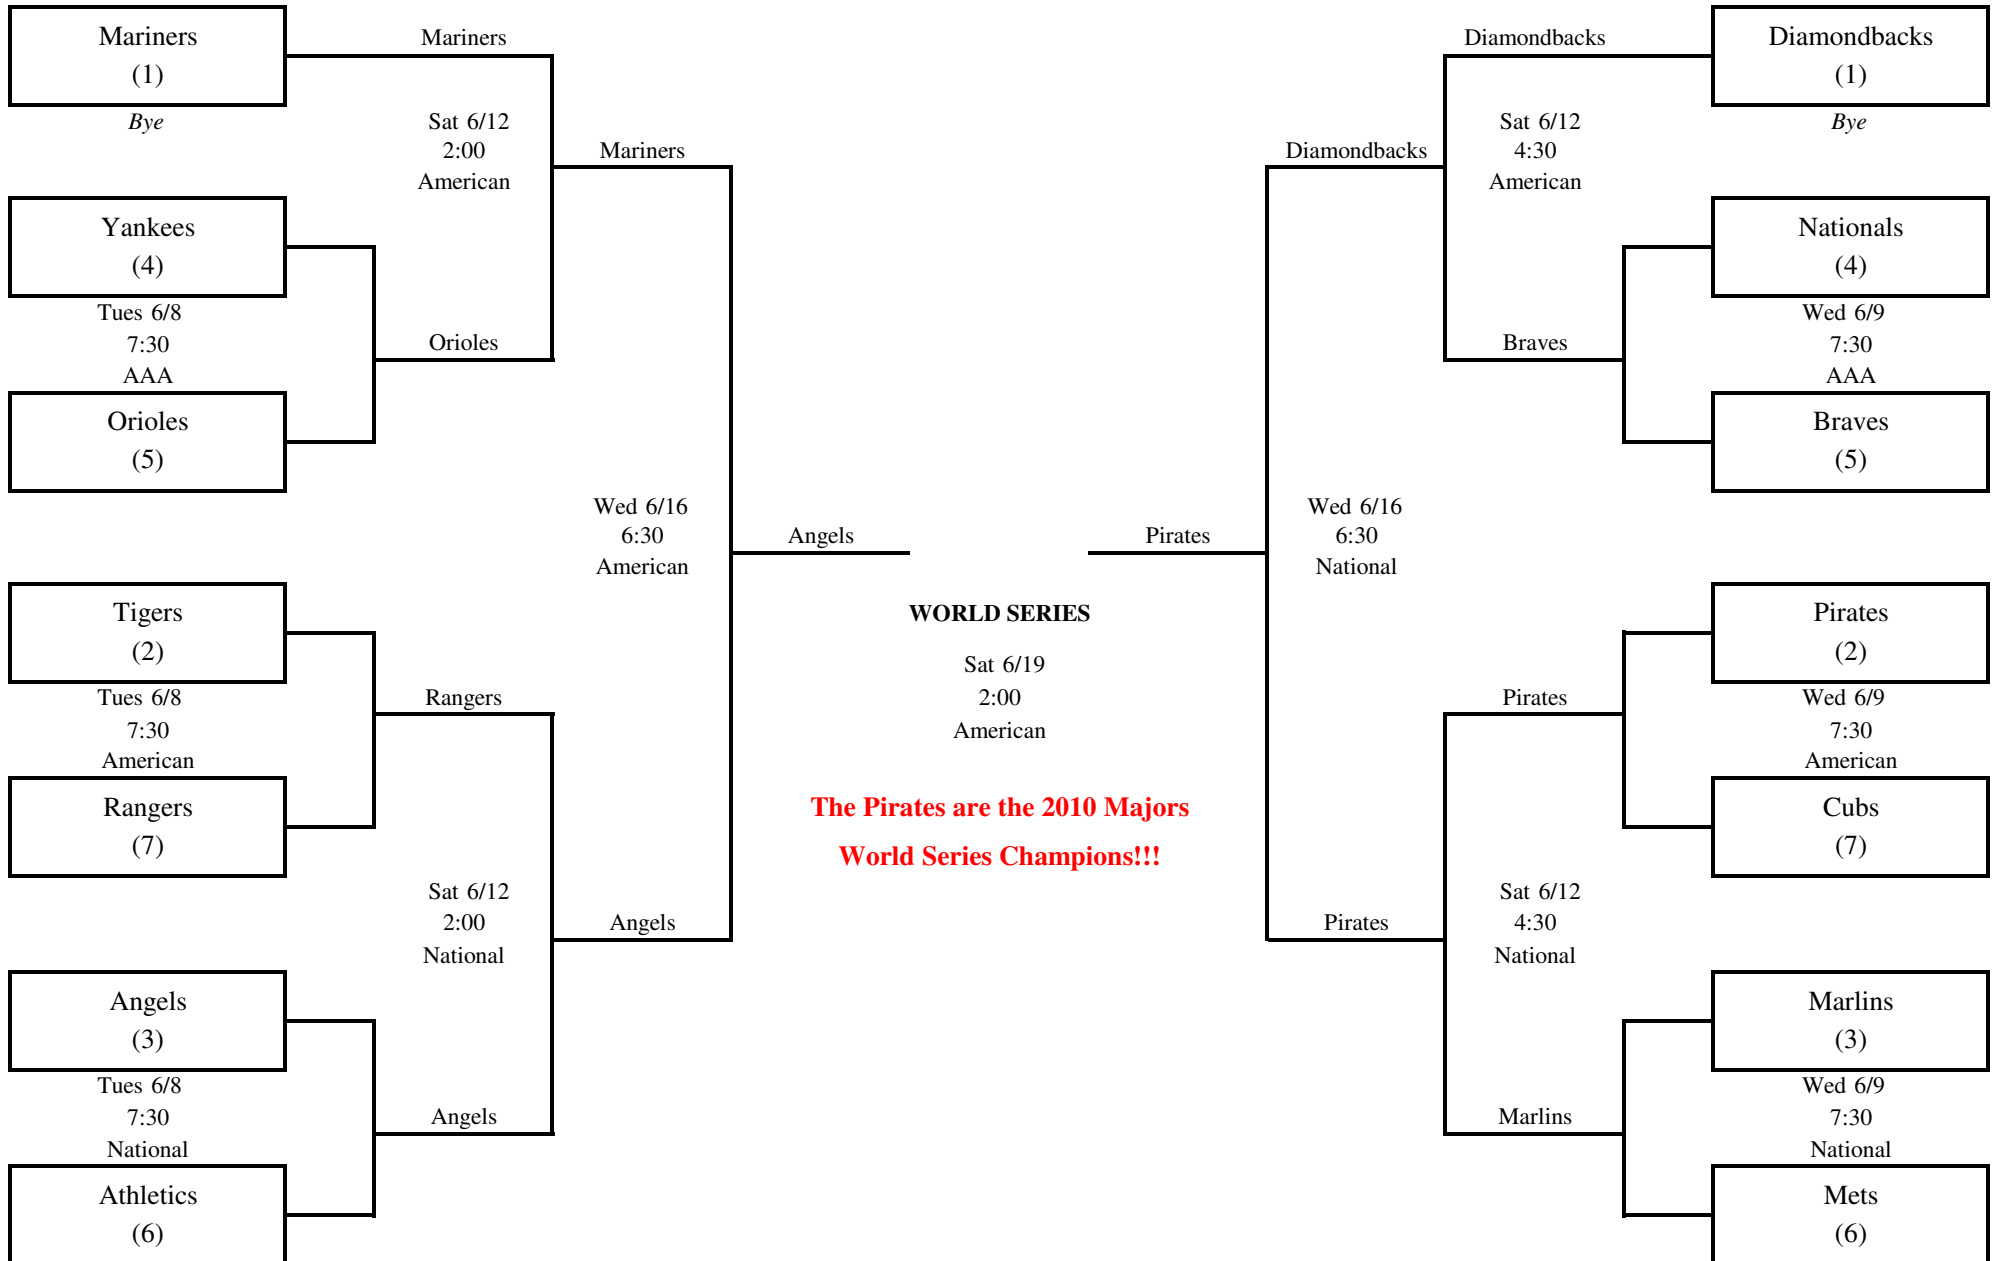 Mariners
(1)
Bye
Yankees
(4)
Tues 6/8
7:30
AAA
Orioles
(5)
Tigers
(2)
Tues 6/8
7:30
American
Rangers
(7)
Angels
(3)
Tues 6/8
7:30
National
Athletics
(6)
Mariners
Sat 6/12
2:00
American
Orioles
Rangers
Sat 6/12
2:00
National
Angels
Mariners
Wed 6/16
6:30
American
Angels
Angels
WORLD SERIES
Sat 6/19
2:00
American
The Pirates are the 2010 Majors
World Series Champions!!!
Pirates
Diamondbacks
Wed 6/16
6:30
National
Pirates
Diamondbacks
Sat 6/12
4:30
American
Braves
Pirates
Sat 6/12
4:30
National
Marlins
Diamondbacks
(1)
Bye
Nationals
(4)
Wed 6/9
7:30
AAA
Braves
(5)
Pirates
(2)
Wed 6/9
7:30
American
Cubs
(7)
Marlins
(3)
Wed 6/9
7:30
National
Mets
(6)